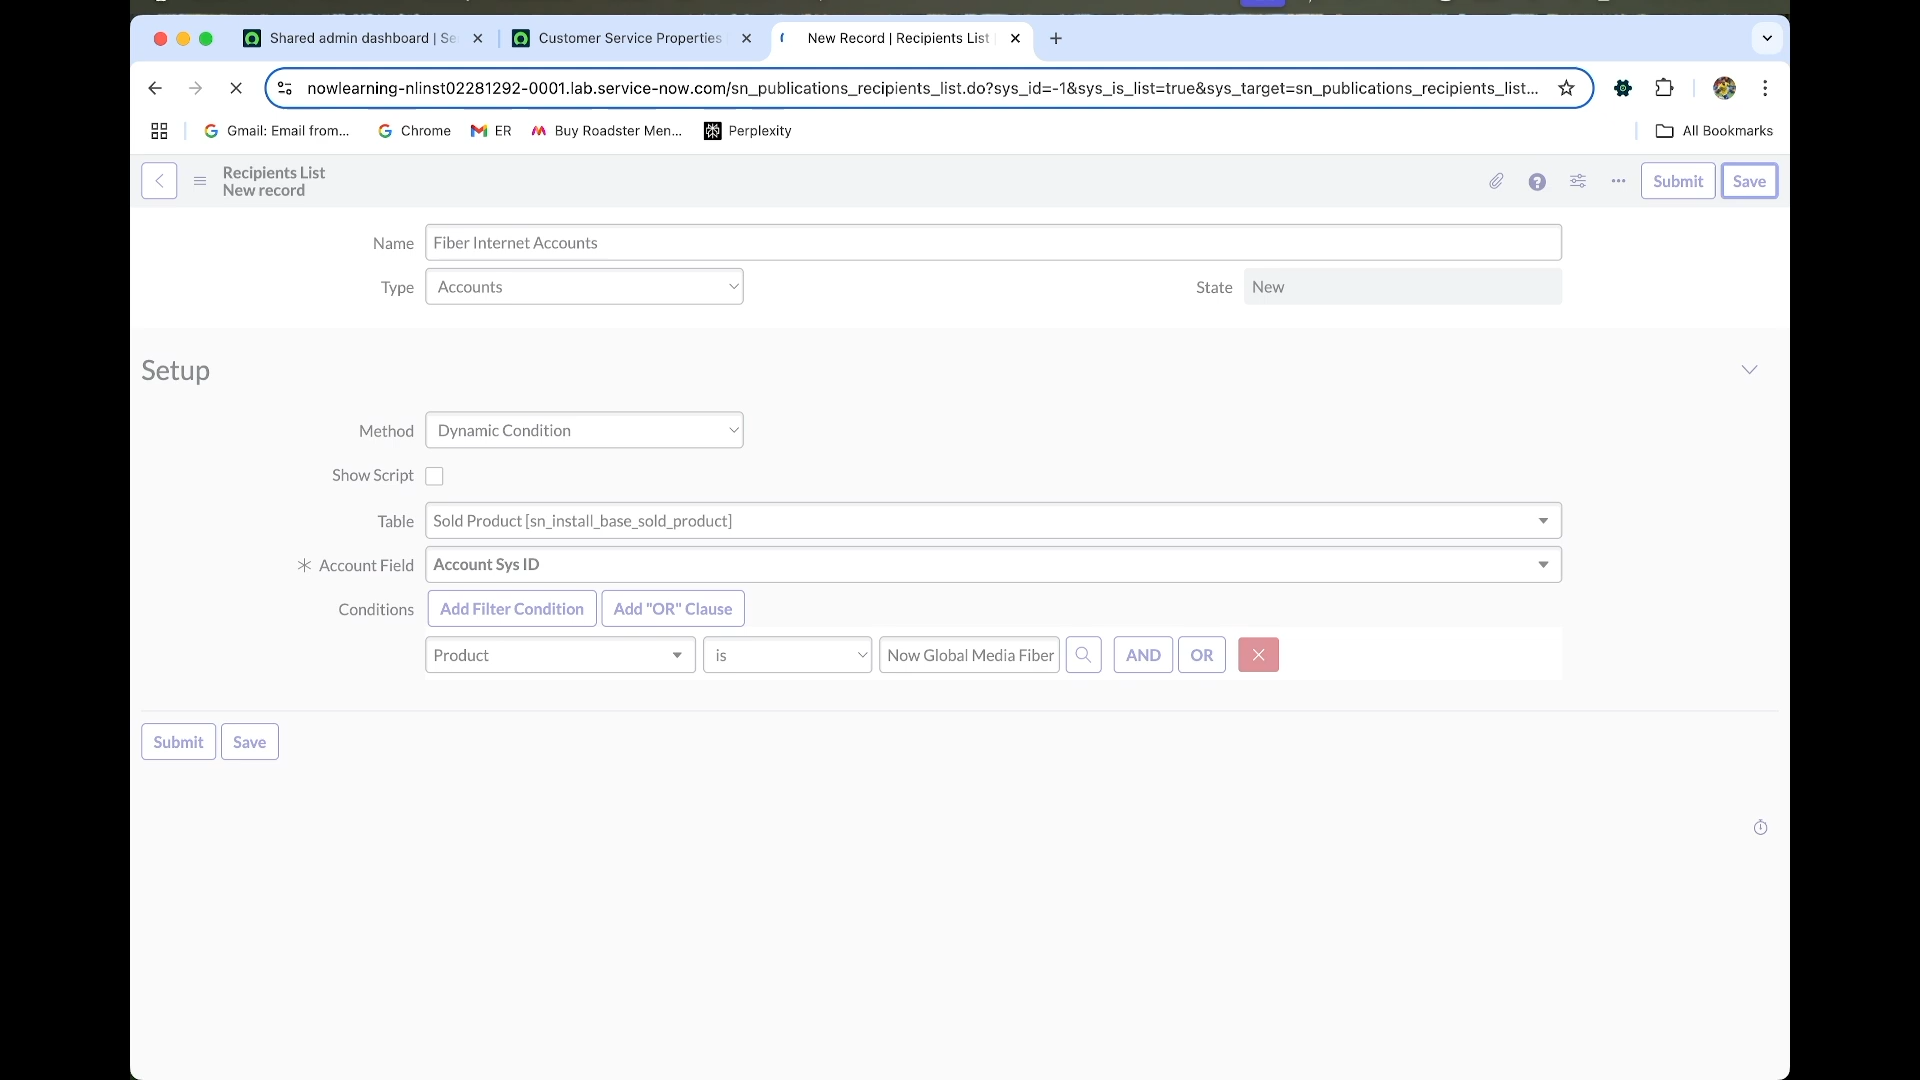 Shared admin dashboard | Se
Customer Service Properties
New Record | Recipients List
nowlearning-nlinst02281292-0001.lab.service-now.com/sn_publications_recipients_list.do?sys_id=-1&sys_is_list=true&sys_target=sn_publications_recipients_list...
Gmail: Email from...
Chrome
ER
Buy Roadster Men...
Perplexity
All Bookmarks
Recipients List
New record
Submit
Save
Name
Fiber Internet Accounts
Type
Accounts
State
New
Setup
Method
Dynamic Condition
Show Script
Table
Sold Product [sn_install_base_sold_product]
Account Field
Account Sys ID
Conditions
Add Filter Condition
Add "OR" Clause
Product
is
Now Global Media Fiber
AND
OR
Submit
Save